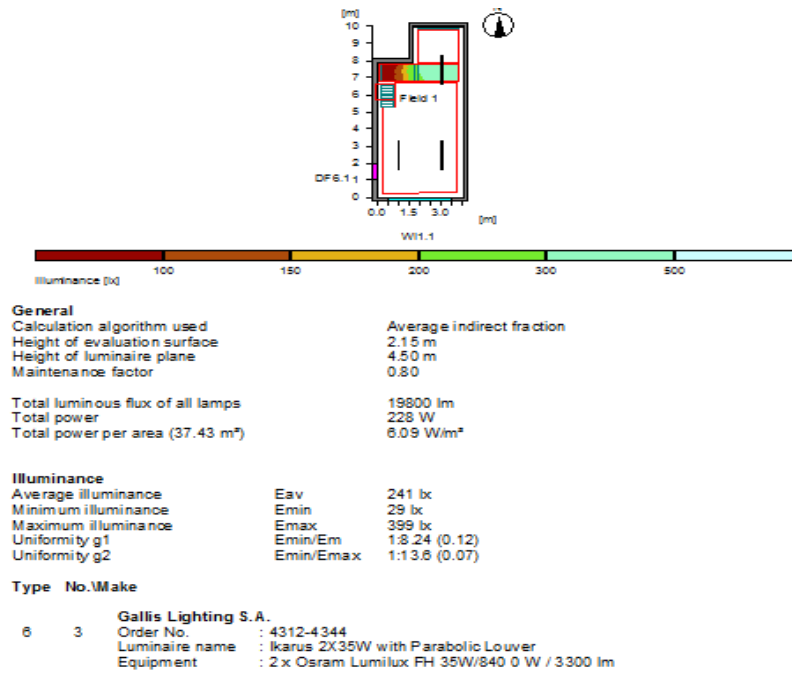 [m]
10
9
8
7
6
5
4
3
2
1
0
Field 1
DF6.1
0.0 1.5 3.0
[m]
WI1.1
100 150 200 300 500
Illuminance [lx]
General
Calculation algorithm used Average indirect fraction
Height of evaluation surface 2.15 m
Height of luminaire plane 4.50 m
Maintenance factor 0.80
Total luminous flux of all lamps 19800 lm
Total power 228 W
Total power per area (37.43 m²) 6.09 W/m²
Illuminance
Average illuminance Eav 241 lx
Minimum illuminance Emin 29 lx
Maximum illuminance Emax 399 lx
Uniformity g1 Emin/Em 1:8.24 (0.12)
Uniformity g2 Emin/Emax 1:13.6 (0.07)
Type No.\Make
Gallis Lighting S.A.
6 3 Order No. : 4312-4344
Luminaire name : Ikarus 2X35W with Parabolic Louver
Equipment : 2 x Osram Lumilux FH 35W/840 0 W / 3300 lm